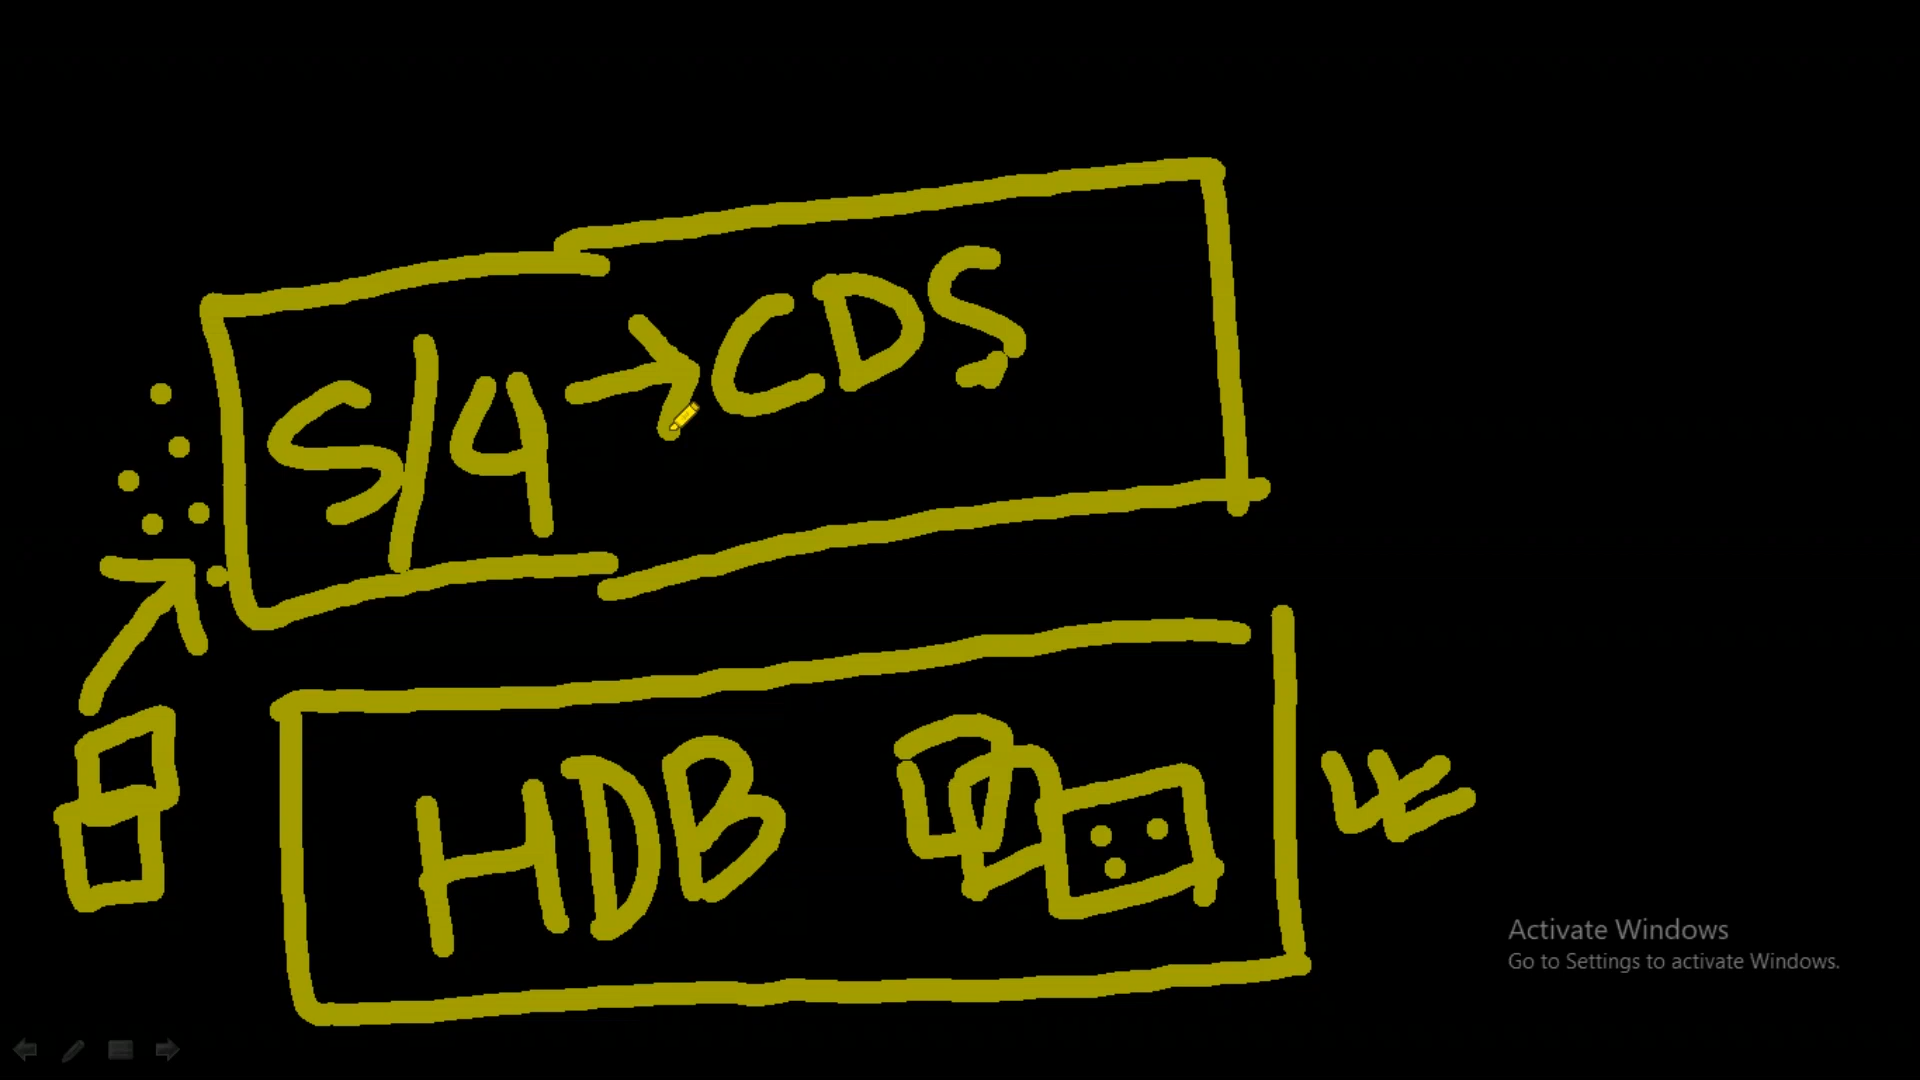 S/4 → CDS
HDB
Activate Windows
Go to Settings to activate Windows.